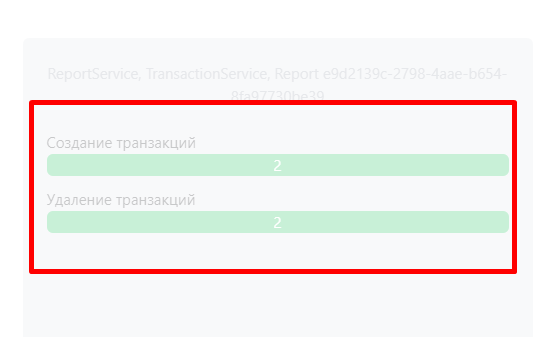 ReportService, TransactionService, Report e9d2139c-2798-4aae-b654-
8fa97730be39
Создание транзакций
2
Удаление транзакций
2